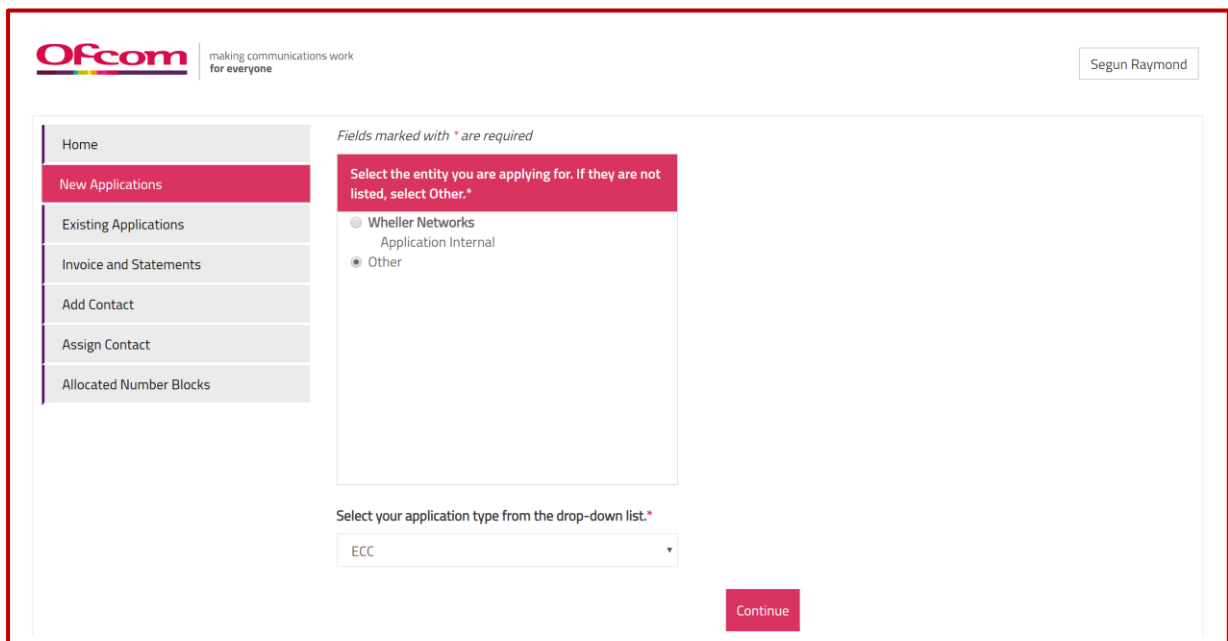 Ofcom
making communications work
for everyone
Segun Raymond
Home
New Applications
Existing Applications
Invoice and Statements
Add Contact
Assign Contact
Allocated Number Blocks
Fields marked with * are required
Select the entity you are applying for. If they are not
listed, select Other.*
Wheller Networks
Application Internal
Other
Select your application type from the drop-down list.*
ECC
Continue